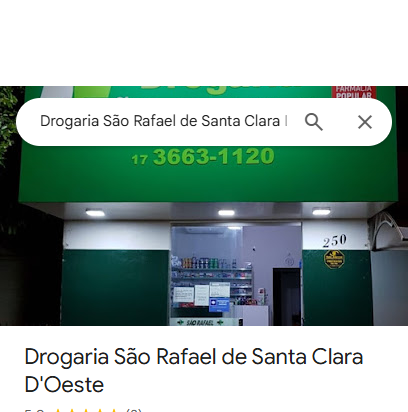 FARMÁCIA
POPULAR
Drogaria São Rafael de Santa Clara
17 3663-1120
250
SÃO RAFAEL
Drogaria São Rafael de Santa Clara
D'Oeste